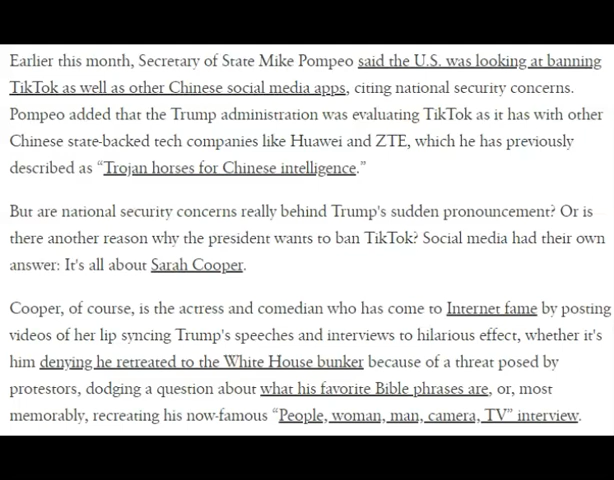 Earlier this month, Secretary of State Mike Pompeo said the U.S. was looking at banning
TikTok as well as other Chinese social media apps, citing national security concerns.
Pompeo added that the Trump administration was evaluating TikTok as it has with other
Chinese state-backed tech companies like Huawei and ZTE, which he has previously
described as “Trojan horses for Chinese intelligence.”
But are national security concerns really behind Trump's sudden pronouncement? Or is
there another reason why the president wants to ban TikTok? Social media had their own
answer: It's all about Sarah Cooper.
Cooper, of course, is the actress and comedian who has come to Internet fame by posting
videos of her lip syncing Trump's speeches and interviews to hilarious effect, whether it's
him denying he retreated to the White House bunker because of a threat posed by
protestors, dodging a question about what his favorite Bible phrases are, or, most
memorably, recreating his now-famous “People, woman, man, camera, TV” interview.